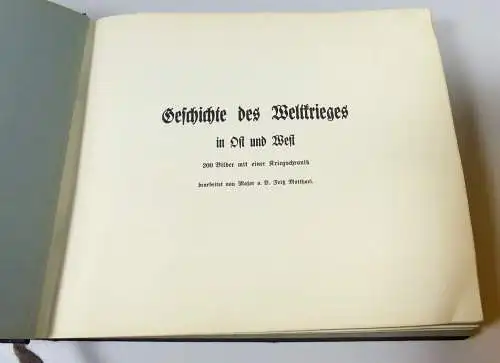 Geschichte des Weltkrieges
in Ost und West
200 Bilder mit einer Kriegschronik
bearbeitet von Major a. D. Fritz Matthaei.